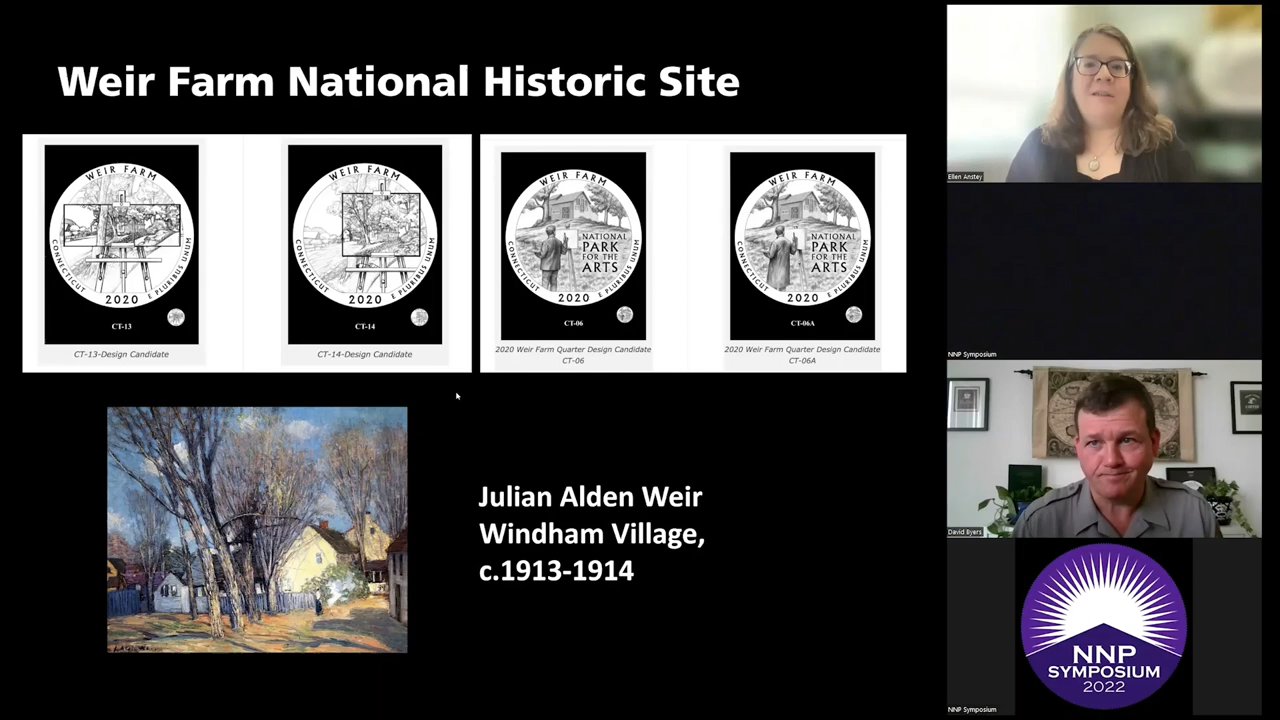 Weir Farm National Historic Site
WEIR FARM
CONNECTICUT
2020
E PLURIBUS UNUM
CT-13
CT-13-Design Candidate
WEIR FARM
CONNECTICUT
2020
E PLURIBUS UNUM
CT-14
CT-14-Design Candidate
WEIR FARM
NATIONAL
PARK
FOR THE
ARTS
CONNECTICUT
2020
E PLURIBUS UNUM
CT-06
2020 Weir Farm Quarter Design Candidate
CT-06
WEIR FARM
NATIONAL
PARK
FOR THE
ARTS
CONNECTICUT
2020
E PLURIBUS UNUM
CT-06A
2020 Weir Farm Quarter Design Candidate
CT-06A
Julian Alden Weir
Windham Village,
c.1913-1914
Ellen Anstey
NNP Symposium
David Byers
NNP
SYMPOSIUM
2022
NNP Symposium